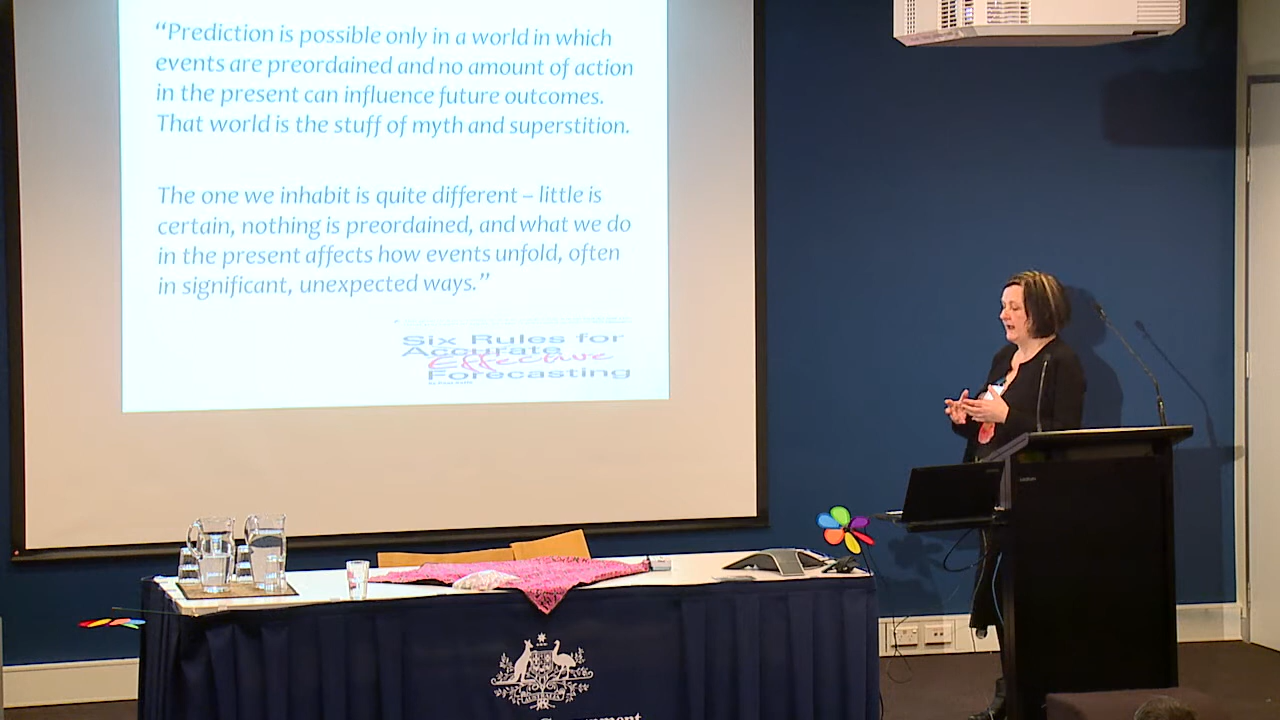 “Prediction is possible only in a world in which
events are preordained and no amount of action
in the present can influence future outcomes.
That world is the stuff of myth and superstition.
The one we inhabit is quite different – little is
certain, nothing is preordained, and what we do
in the present affects how events unfold, often
in significant, unexpected ways.”
Six Rules for
Accurate
Effective
Forecasting
AUSTRALIA
Government